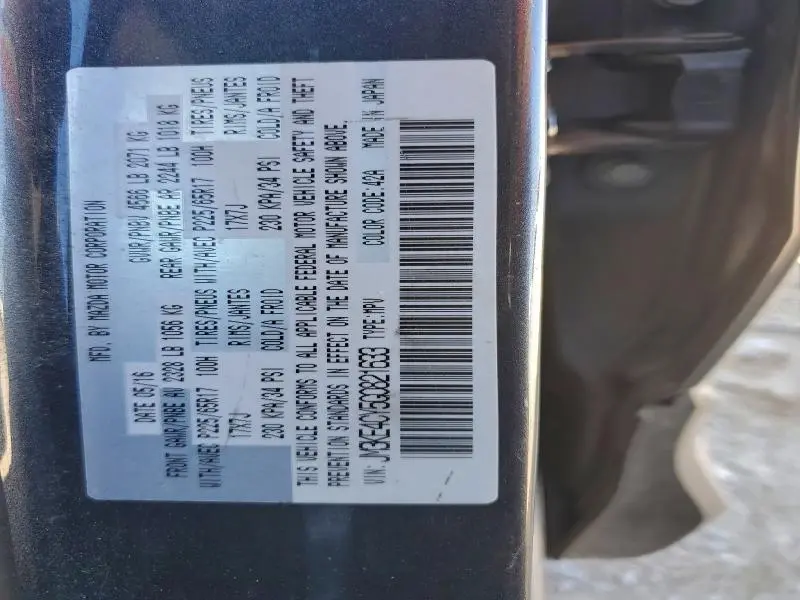 MFD. BY MAZDA MOTOR CORPORATION
DATE 05/16 GVWR/PNBV 4566 LB 2071 KG
FRONT GAWR/PNBE AV 2328 LB 1056 KG REAR GAWR/PNBE AR 2244 LB 1018 KG
WITH/AVEC P225/65R17 100H TIRES/PNEUS WITH/AVEC P225/65R17 100H TIRES/PNEUS
17X7J RIMS/JANTES 17X7J RIMS/JANTES
230 KPA/34 PSI COLD/A FROID 230 KPA/34 PSI COLD/A FROID
THIS VEHICLE CONFORMS TO ALL APPLICABLE FEDERAL MOTOR VEHICLE SAFETY AND THEFT
PREVENTION STANDARDS IN EFFECT ON THE DATE OF MANUFACTURE SHOWN ABOVE.
VIN: JM3KE4CY5G0821633 TYPE:MPV COLOR CODE:42A MADE IN JAPAN